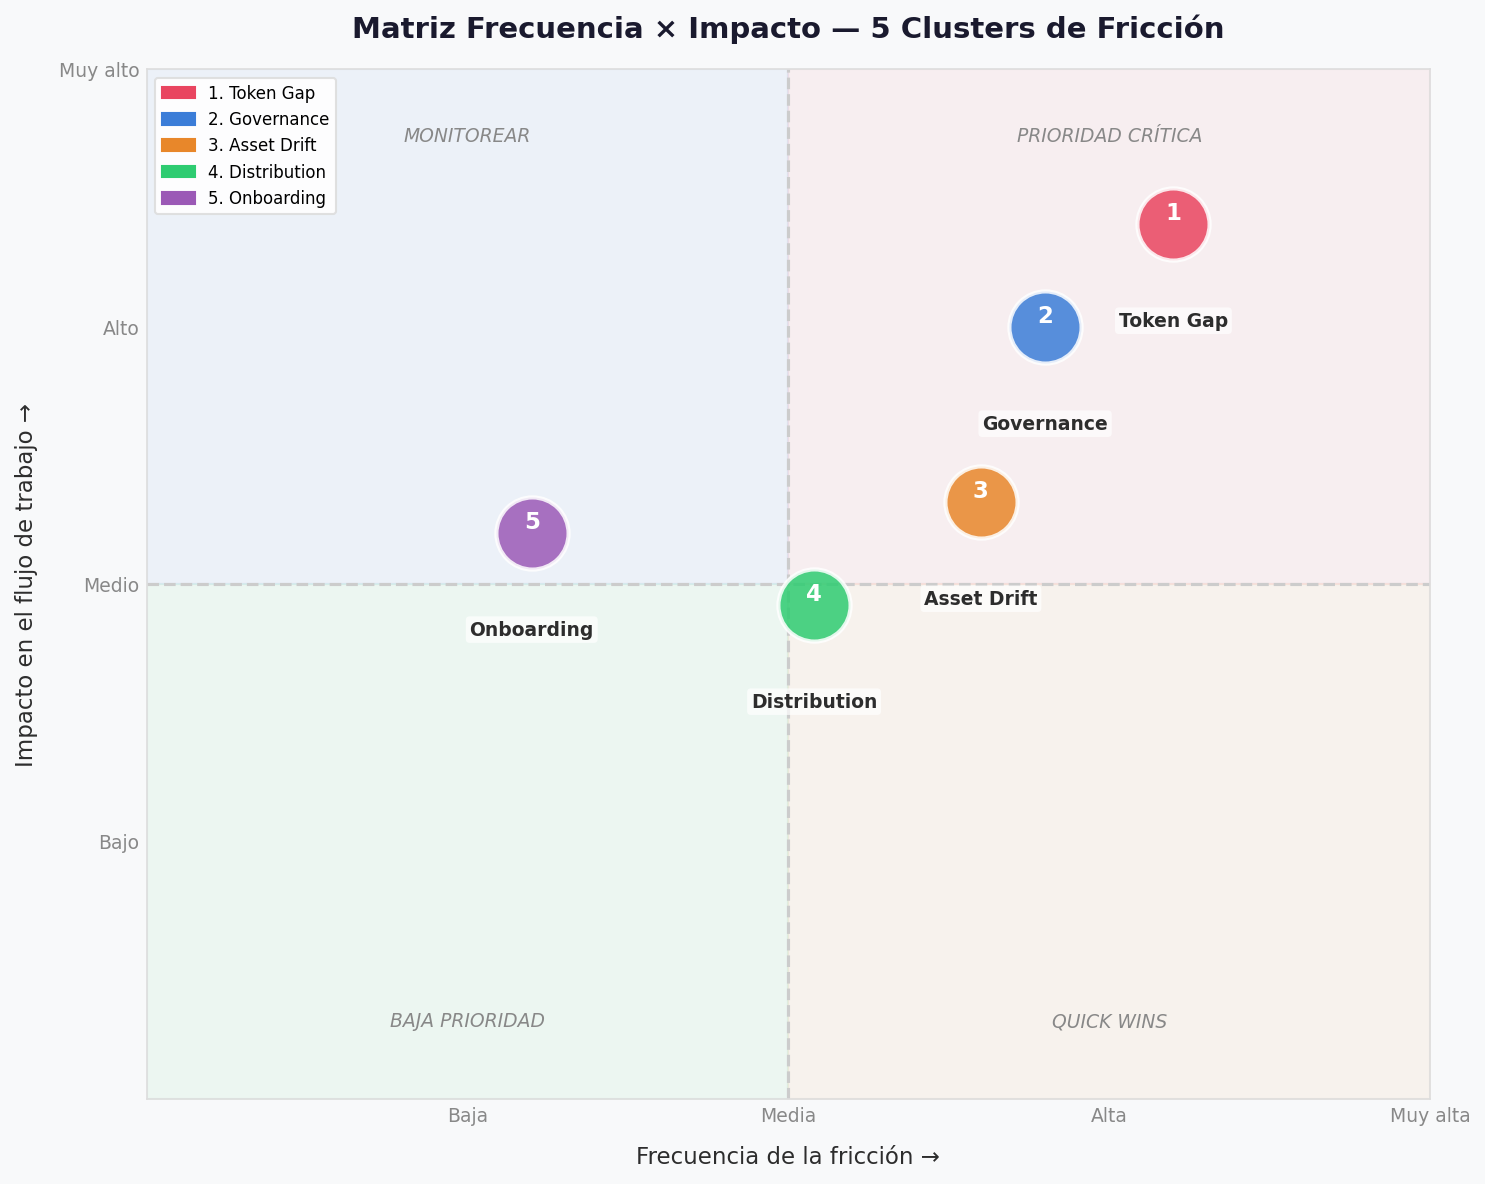 Matriz Frecuencia × Impacto — 5 Clusters de Fricción
Muy alto
Alto
Medio
Bajo
Impacto en el flujo de trabajo →
1. Token Gap
2. Governance
3. Asset Drift
4. Distribution
5. Onboarding
MONITOREAR
PRIORIDAD CRÍTICA
1
Token Gap
2
Governance
3
Asset Drift
5
Onboarding
4
Distribution
BAJA PRIORIDAD
QUICK WINS
Baja
Media
Alta
Muy alta
Frecuencia de la fricción →